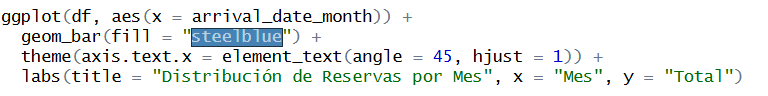 ggplot(df, aes(x = arrival_date_month)) +
  geom_bar(fill = "steelblue") +
  theme(axis.text.x = element_text(angle = 45, hjust = 1)) +
  labs(title = "Distribución de Reservas por Mes", x = "Mes", y = "Total")